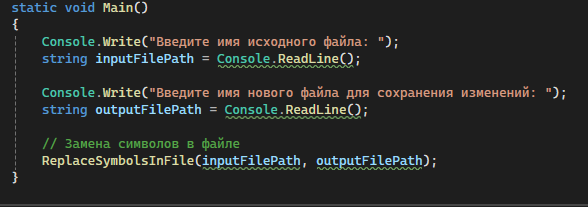 static void Main()
{
Console.Write("Введите имя исходного файла: ");
string inputFilePath = Console.ReadLine();
Console.Write("Введите имя нового файла для сохранения изменений: ");
string outputFilePath = Console.ReadLine();
// Замена символов в файле
ReplaceSymbolsInFile(inputFilePath, outputFilePath);
}